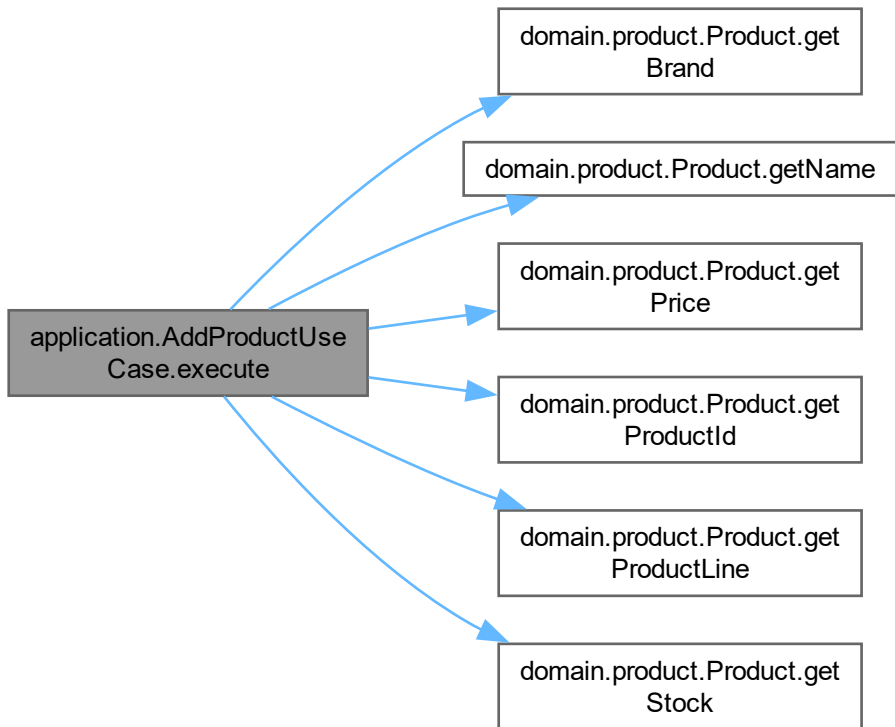 domain.product.Product.get
Brand
domain.product.Product.getName
domain.product.Product.get
Price
application.AddProductUse
Case.execute
domain.product.Product.get
ProductId
domain.product.Product.get
ProductLine
domain.product.Product.get
Stock